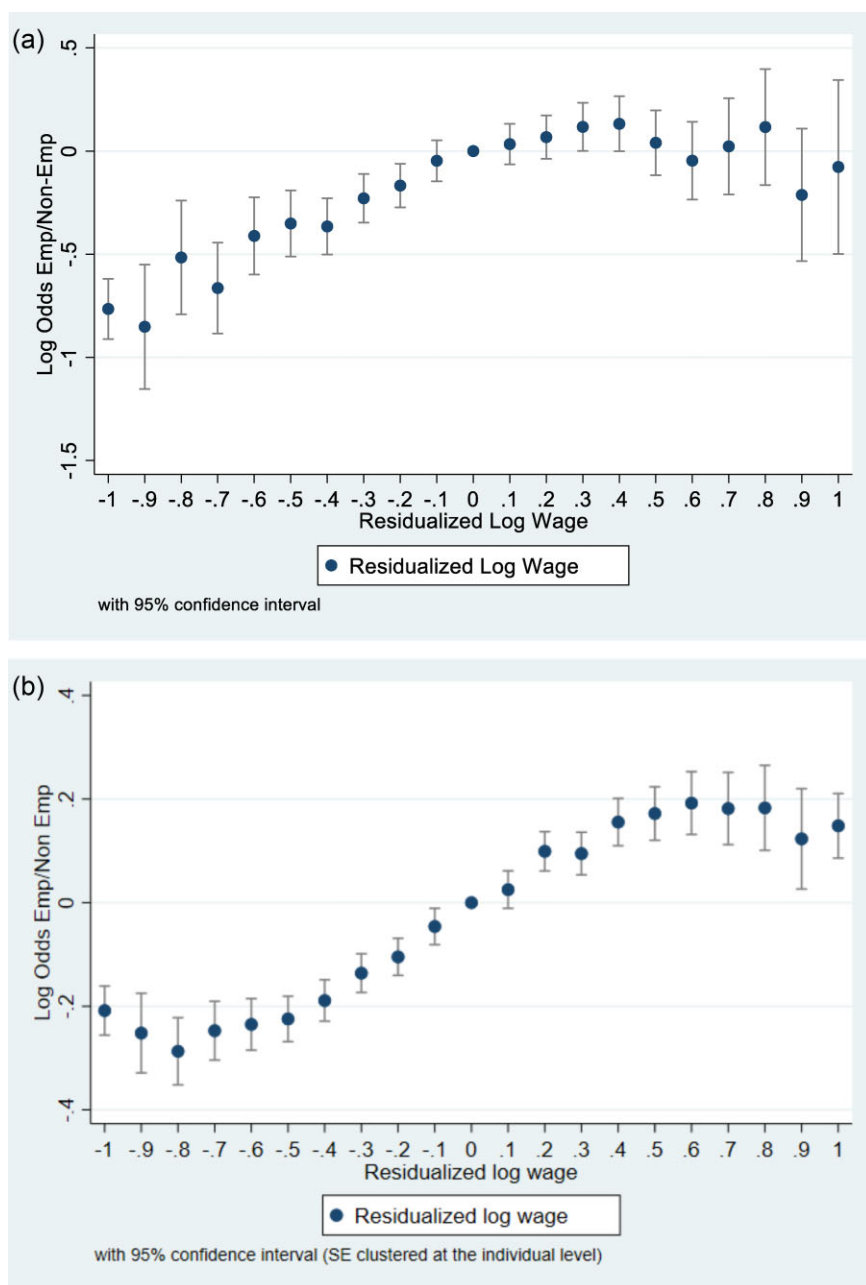 (a)
.5
0
-.5
-1
-1.5
Log Odds Emp/Non-Emp
-1 -.9 -.8 -.7 -.6 -.5 -.4 -.3 -.2 -.1 0 .1 .2 .3 .4 .5 .6 .7 .8 .9 1
Residualized Log Wage
Residualized Log Wage
with 95% confidence interval
(b)
.4
.2
0
-.2
-.4
Log Odds Emp/Non Emp
-1 -.9 -.8 -.7 -.6 -.5 -.4 -.3 -.2 -.1 0 .1 .2 .3 .4 .5 .6 .7 .8 .9 1
Residualized log wage
Residualized log wage
with 95% confidence interval (SE clustered at the individual level)